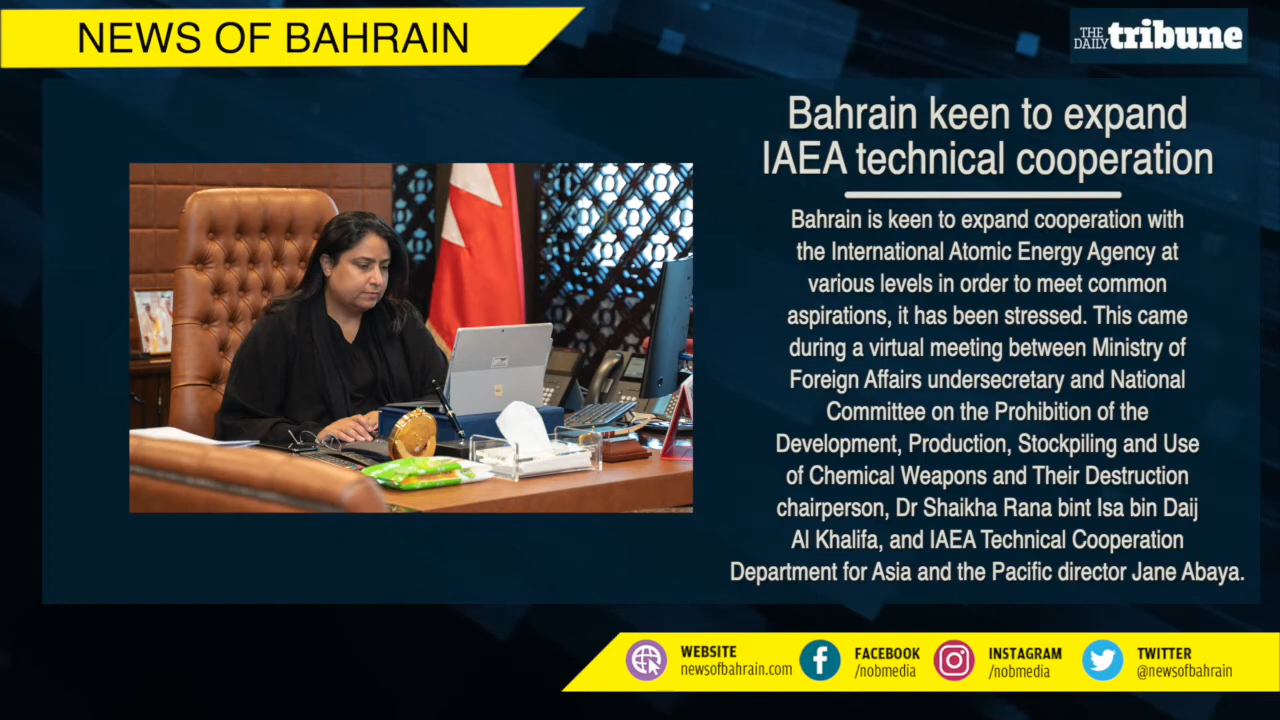 NEWS OF BAHRAIN
THE DAILY tribune
Bahrain keen to expand
IAEA technical cooperation
Bahrain is keen to expand cooperation with
the International Atomic Energy Agency at
various levels in order to meet common
aspirations, it has been stressed. This came
during a virtual meeting between Ministry of
Foreign Affairs undersecretary and National
Committee on the Prohibition of the
Development, Production, Stockpiling and Use
of Chemical Weapons and Their Destruction
chairperson, Dr Shaikha Rana bint Isa bin Daij
Al Khalifa, and IAEA Technical Cooperation
Department for Asia and the Pacific director Jane Abaya.
WEBSITE
newsofbahrain.com
FACEBOOK
/nobmedia
INSTAGRAM
/nobmedia
TWITTER
@newsofbahrain